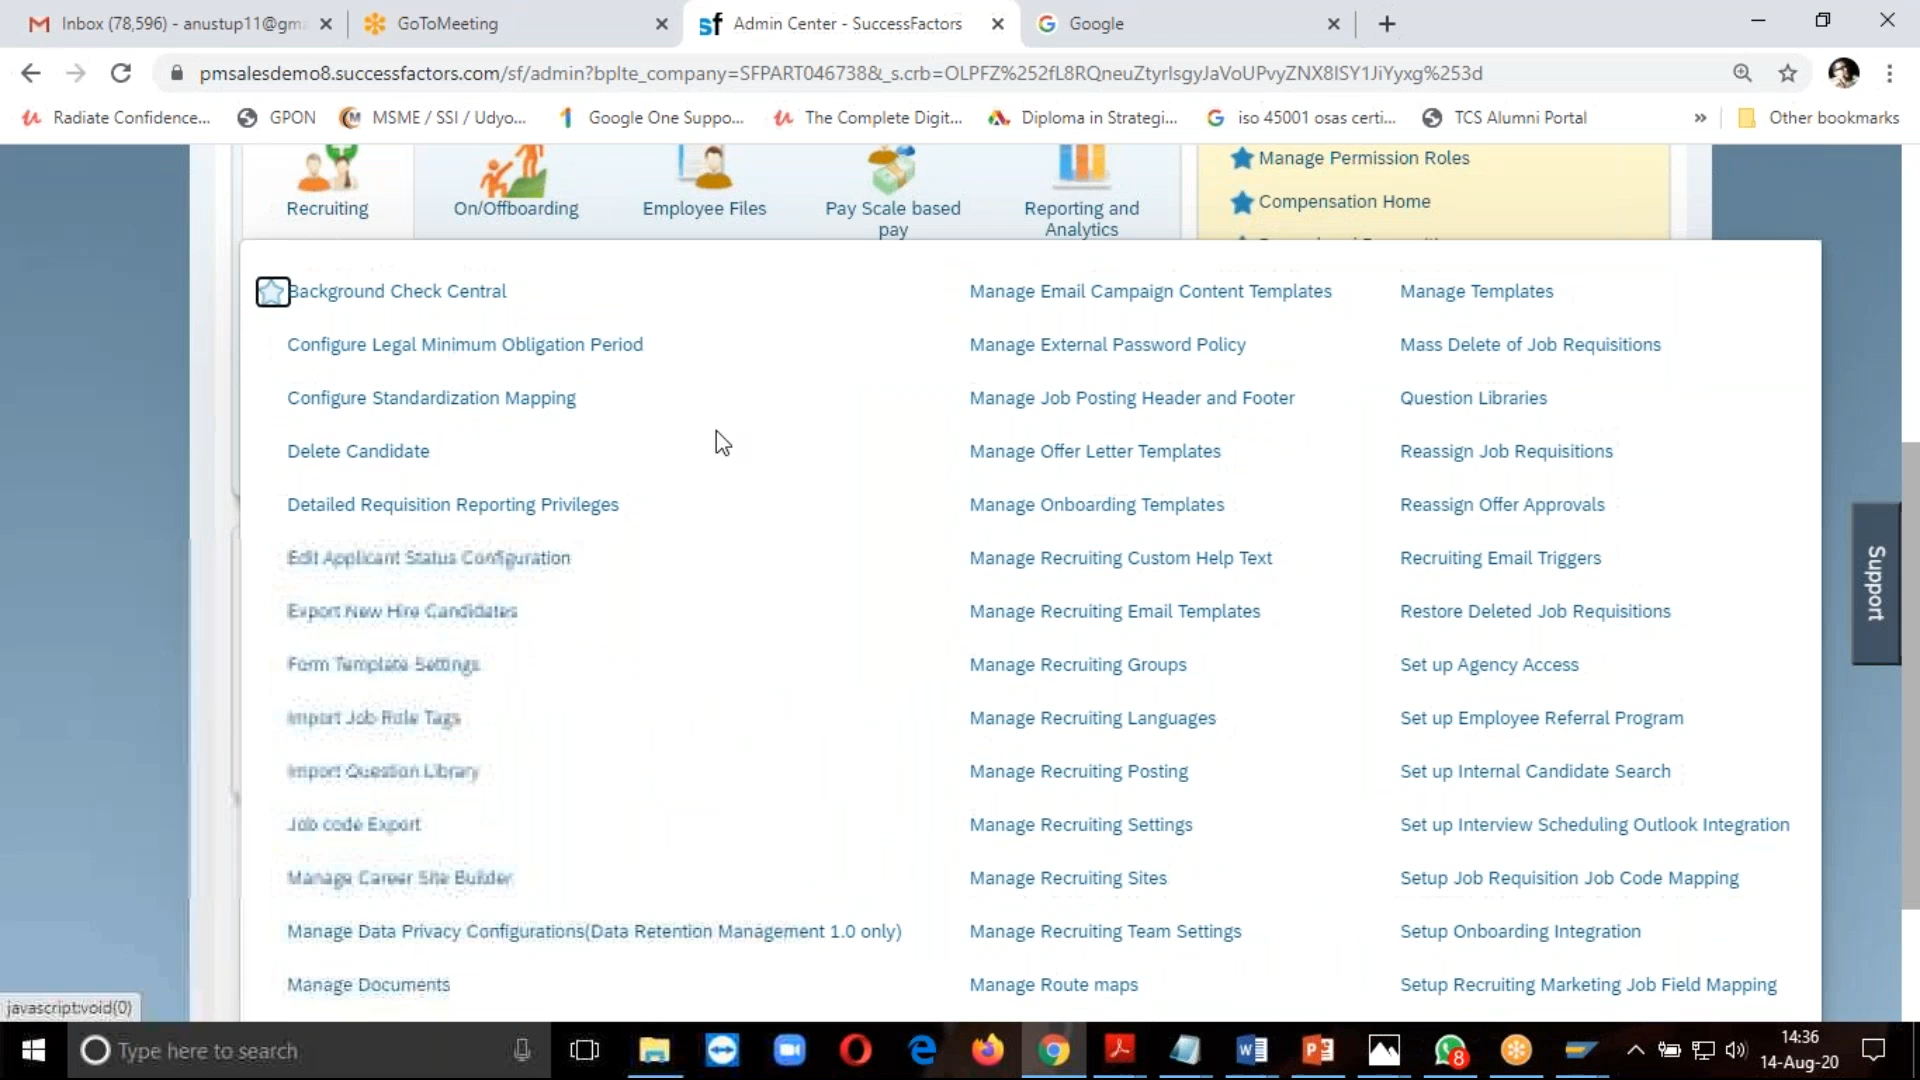 Inbox (78,596) - anustup11@gma
GoToMeeting
sf Admin Center - SuccessFactors
Google
pmsalesdemo8.successfactors.com/sf/admin?bplte_company=SFPART046738&_s.crb=OLPFZ%252fL8RQneuZtyrIsgyJaVoUPvyZNX8ISY1JiYyxg%253d
Radiate Confidence...
GPON
MSME / SSI / Udyo...
Google One Suppo...
The Complete Digit...
Diploma in Strategi...
iso 45001 osas certi...
TCS Alumni Portal
»
Other bookmarks
Recruiting
On/Offboarding
Employee Files
Pay Scale based
pay
Reporting and
Analytics
Manage Permission Roles
Compensation Home
Background Check Central
Configure Legal Minimum Obligation Period
Configure Standardization Mapping
Delete Candidate
Detailed Requisition Reporting Privileges
Edit Applicant Status Configuration
Export New Hire Candidates
Form Template Settings
Import Job Role Tags
Import Question Library
Job code Export
Manage Career Site Builder
Manage Data Privacy Configurations(Data Retention Management 1.0 only)
Manage Documents
Manage Email Campaign Content Templates
Manage External Password Policy
Manage Job Posting Header and Footer
Manage Offer Letter Templates
Manage Onboarding Templates
Manage Recruiting Custom Help Text
Manage Recruiting Email Templates
Manage Recruiting Groups
Manage Recruiting Languages
Manage Recruiting Posting
Manage Recruiting Settings
Manage Recruiting Sites
Manage Recruiting Team Settings
Manage Route maps
Manage Templates
Mass Delete of Job Requisitions
Question Libraries
Reassign Job Requisitions
Reassign Offer Approvals
Recruiting Email Triggers
Restore Deleted Job Requisitions
Set up Agency Access
Set up Employee Referral Program
Set up Internal Candidate Search
Set up Interview Scheduling Outlook Integration
Setup Job Requisition Job Code Mapping
Setup Onboarding Integration
Setup Recruiting Marketing Job Field Mapping
Support
javascript:void(0)
Type here to search
8
14:36
14-Aug-20